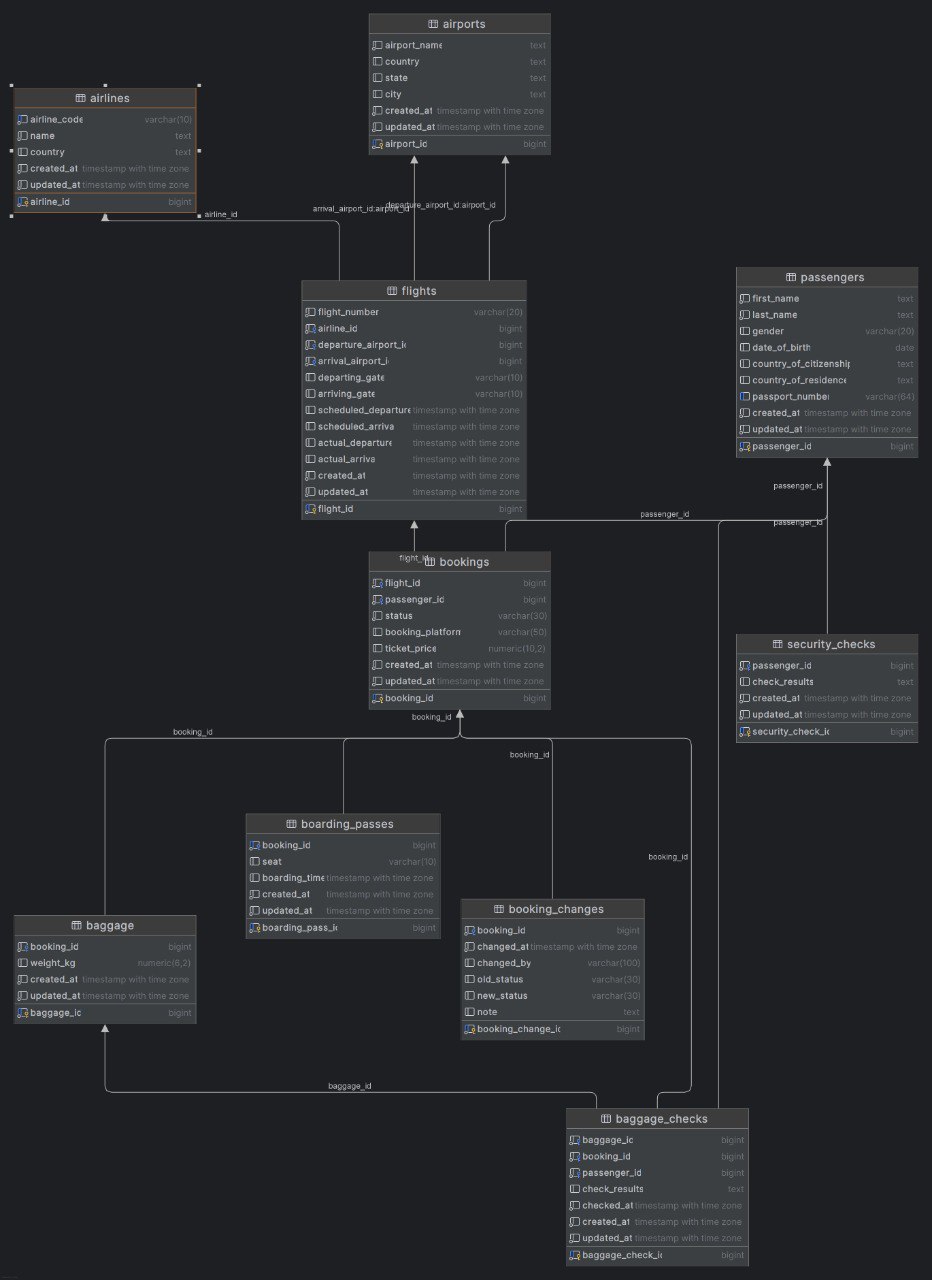 airports
airport_name text
country text
state text
city text
created_at timestamp with time zone
updated_at timestamp with time zone
airport_id bigint
airlines
airline_code varchar(10)
name text
country text
created_at timestamp with time zone
updated_at timestamp with time zone
airline_id bigint
airline_id
arrival_airport_id:airport_id
departure_airport_id:airport_id
flights
flight_number varchar(20)
airline_id bigint
departure_airport_id bigint
arrival_airport_i bigint
departing_gate varchar(10)
arriving_gate varchar(10)
scheduled_departure timestamp with time zone
scheduled_arriva timestamp with time zone
actual_departure timestamp with time zone
actual_arriva timestamp with time zone
created_at timestamp with time zone
updated_at timestamp with time zone
flight_id bigint
passengers
first_name text
last_name text
gender varchar(20)
date_of_birth date
country_of_citizenship text
country_of_residence text
passport_number varchar(64)
created_at timestamp with time zone
updated_at timestamp with time zone
passenger_id bigint
passenger_id
passenger_id
passenger_id
flight_id
bookings
flight_id bigint
passenger_id bigint
status varchar(30)
booking_platform varchar(50)
ticket_price numeric(10,2)
created_at timestamp with time zone
updated_at timestamp with time zone
booking_id bigint
security_checks
passenger_id bigint
check_results text
created_at timestamp with time zone
updated_at timestamp with time zone
security_check_id bigint
booking_id
booking_id
booking_id
booking_id
boarding_passes
booking_id bigint
seat varchar(10)
boarding_time timestamp with time zone
created_at timestamp with time zone
updated_at timestamp with time zone
boarding_pass_id bigint
booking_changes
booking_id bigint
changed_at timestamp with time zone
changed_by varchar(100)
old_status varchar(30)
new_status varchar(30)
note text
booking_change_id bigint
baggage
booking_id bigint
weight_kg numeric(6,2)
created_at timestamp with time zone
updated_at timestamp with time zone
baggage_id bigint
baggage_id
baggage_checks
baggage_id bigint
booking_id bigint
passenger_id bigint
check_results text
checked_at timestamp with time zone
created_at timestamp with time zone
updated_at timestamp with time zone
baggage_check_id bigint